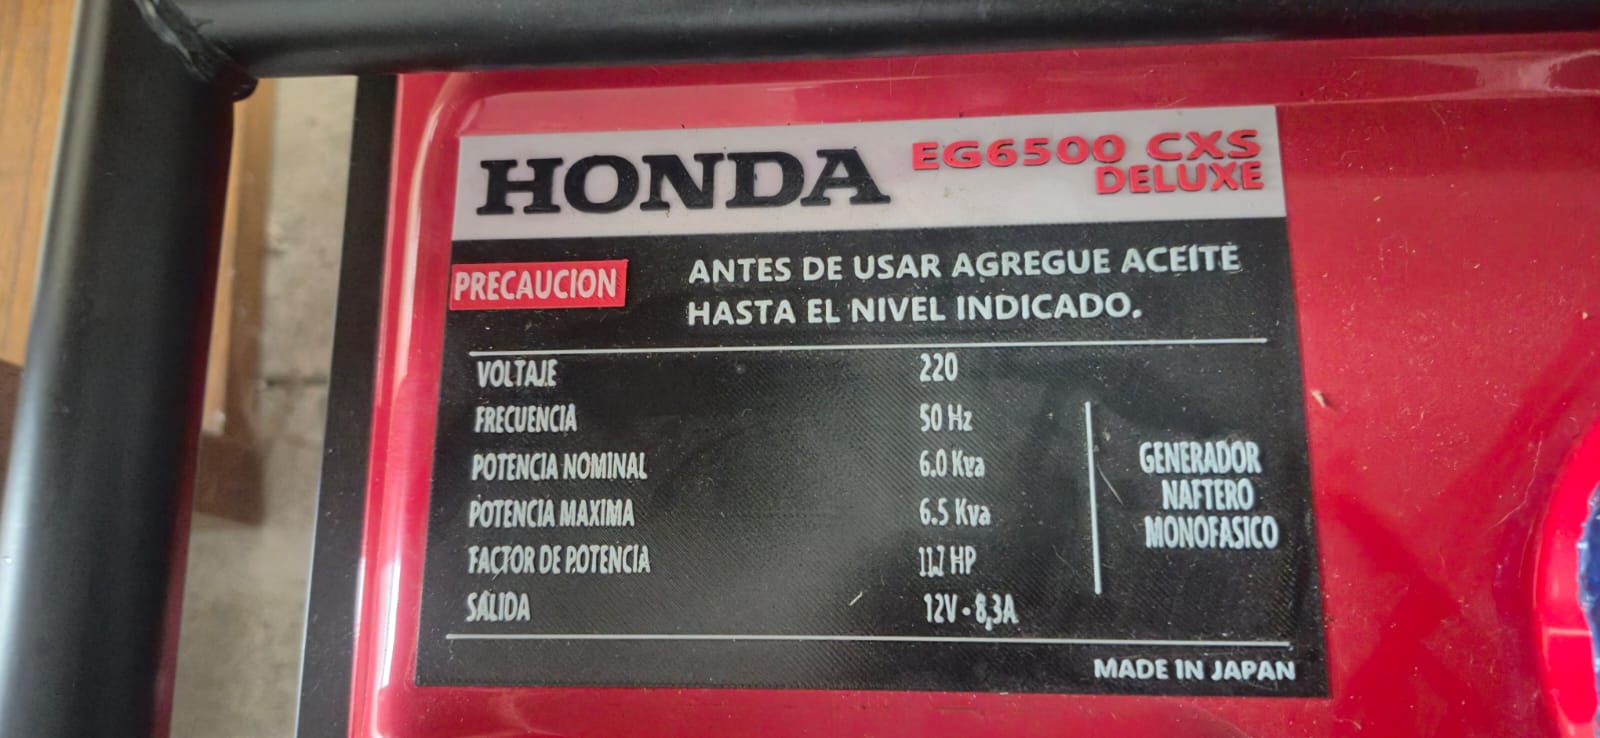 HONDA EG6500 CXS
DELUXE
PRECAUCION
ANTES DE USAR AGREGUE ACEITE
HASTA EL NIVEL INDICADO.
VOLTAJE 220
FRECUENCIA 50 Hz
POTENCIA NOMINAL 6.0 Kva
POTENCIA MAXIMA 6.5 Kva
FACTOR DE POTENCIA 11.7 HP
SALIDA 12V - 8,3A
GENERADOR
NAFTERO
MONOFASICO
MADE IN JAPAN